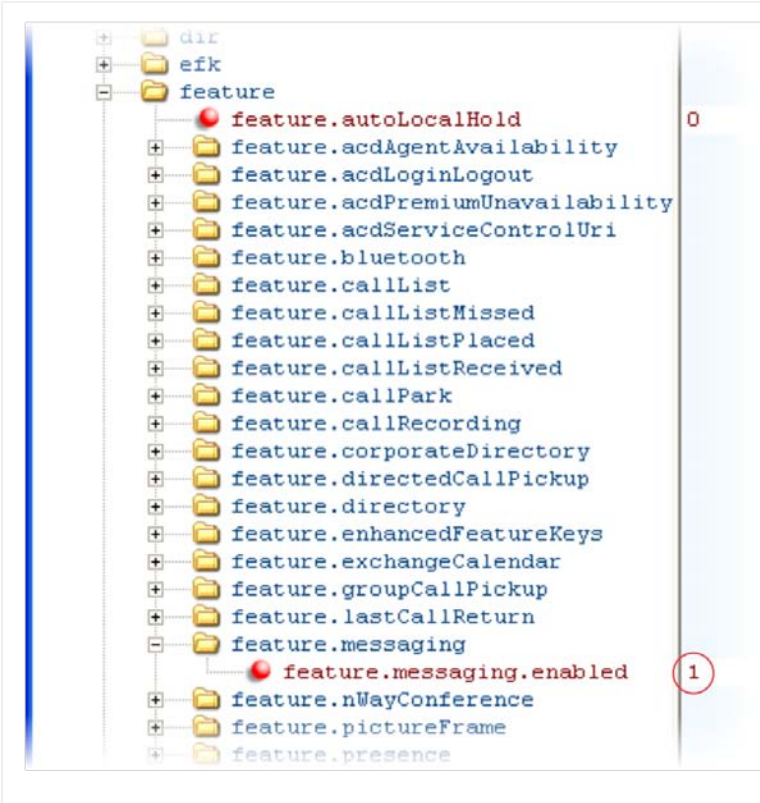 dir
efk
feature
feature.autoLocalHold 0
feature.acdAgentAvailability
feature.acdLoginLogout
feature.acdPremiumUnavailability
feature.acdServiceControlUri
feature.bluetooth
feature.callList
feature.callListMissed
feature.callListPlaced
feature.callListReceived
feature.callPark
feature.callRecording
feature.corporateDirectory
feature.directedCallPickup
feature.directory
feature.enhancedFeatureKeys
feature.exchangeCalendar
feature.groupCallPickup
feature.lastCallReturn
feature.messaging
feature.messaging.enabled 1
feature.nWayConference
feature.pictureFrame
feature.presence